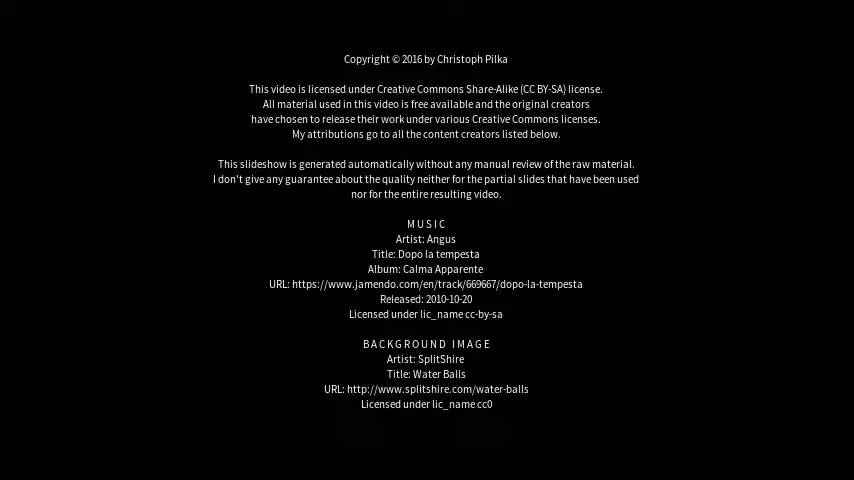 Copyright © 2016 by Christoph Pilka
This video is licensed under Creative Commons Share-Alike (CC BY-SA) license.
All material used in this video is free available and the original creators
have chosen to release their work under various Creative Commons licenses.
My attributions go to all the content creators listed below.
This slideshow is generated automatically without any manual review of the raw material.
I don't give any guarantee about the quality neither for the partial slides that have been used
nor for the entire resulting video.
MUSIC
Artist: Angus
Title: Dopo la tempesta
Album: Calma Apparente
URL: https://www.jamendo.com/en/track/669667/dopo-la-tempesta
Released: 2010-10-20
Licensed under lic_name cc-by-sa
BACKGROUND IMAGE
Artist: SplitShire
Title: Water Balls
URL: http://www.splitshire.com/water-balls
Licensed under lic_name cc0